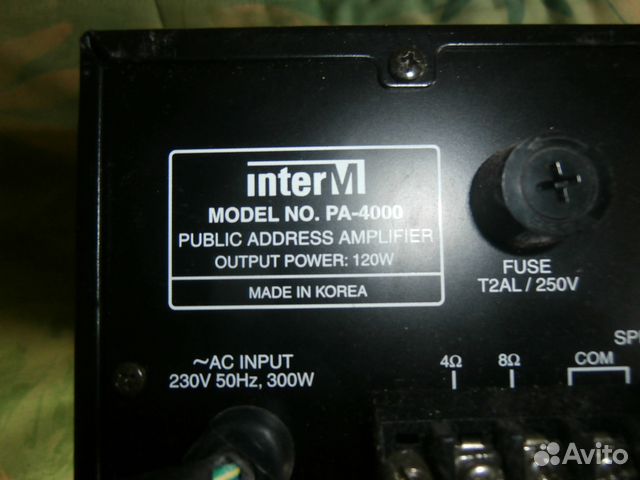 interM
MODEL NO. PA-4000
PUBLIC ADDRESS AMPLIFIER
OUTPUT POWER: 120W
MADE IN KOREA
FUSE
T2AL / 250V
~AC INPUT
230V 50Hz, 300W
4Ω 8Ω COM
Avito